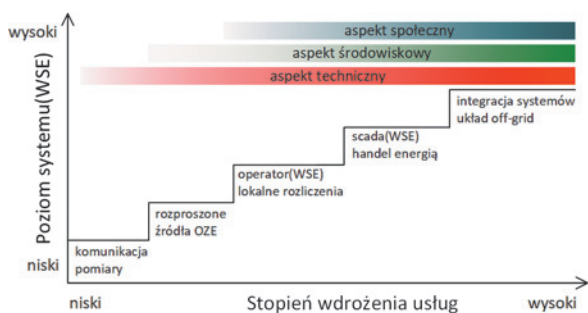 wysoki
aspekt społeczny
aspekt środowiskowy
aspekt techniczny
Poziom systemu(WSE)
integracja systemów
układ off-grid
scada(WSE)
handel energią
operator(WSE)
lokalne rozliczenia
rozproszone
źródła OZE
komunikacja
pomiary
niski
niski
Stopień wdrożenia usług
wysoki